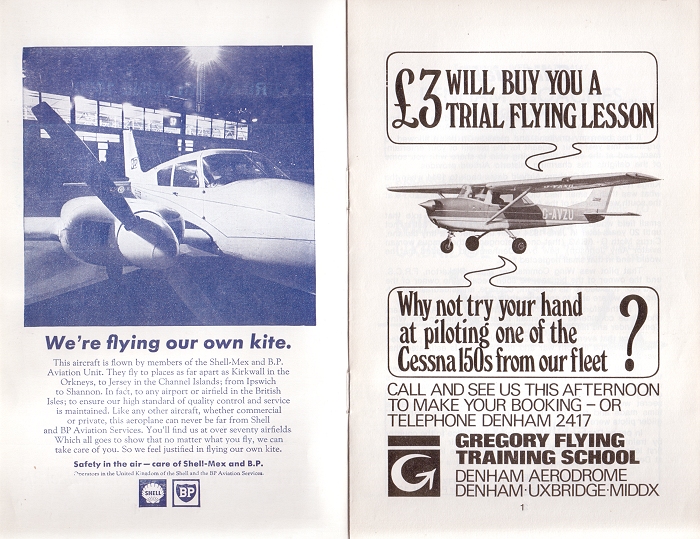 We're flying our own kite.
This aircraft is flown by members of the Shell-Mex and B.P.
Aviation Unit. They fly to places as far apart as Kirkwall in the
Orkneys, to Jersey in the Channel Islands; from Ipswich
to Shannon. In fact, to any airport or airfield in the British
Isles; to ensure our high standard of quality control and service
is maintained. Like any other aircraft, whether commercial
or private, this aeroplane can never be far from Shell
and BP Aviation Services. You'll find us at over seventy airfields
Which all goes to show that no matter what you fly, we can
take care of you. So we feel justified in flying our own kite.
Safety in the air — care of Shell-Mex and B.P.
Operators in the United Kingdom of the Shell and the BP Aviation Services.
SHELL
BP
£3 WILL BUY YOU A
TRIAL FLYING LESSON
G-AVZU
Why not try your hand
at piloting one of the
Cessna 150s from our fleet ?
CALL AND SEE US THIS AFTERNOON
TO MAKE YOUR BOOKING – OR
TELEPHONE DENHAM 2417
G
GREGORY FLYING
TRAINING SCHOOL
DENHAM AERODROME
DENHAM·UXBRIDGE·MIDDX
1